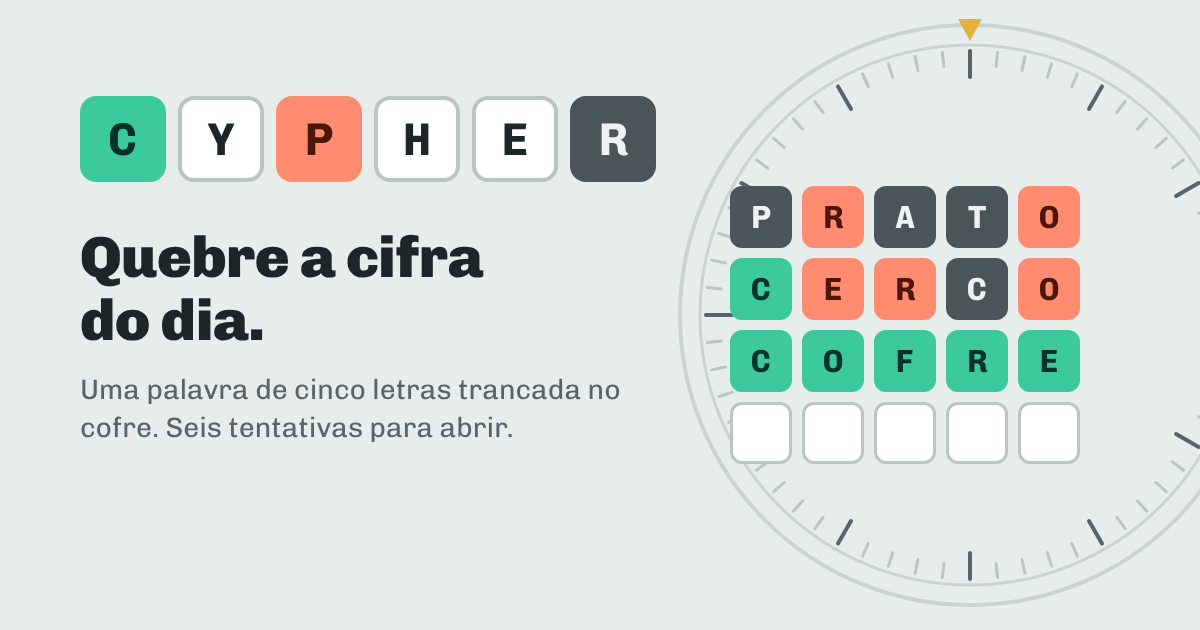 CYPHER
Quebre a cifra
do dia.
Uma palavra de cinco letras trancada no
cofre. Seis tentativas para abrir.
PRATO
CERCO
COFRE